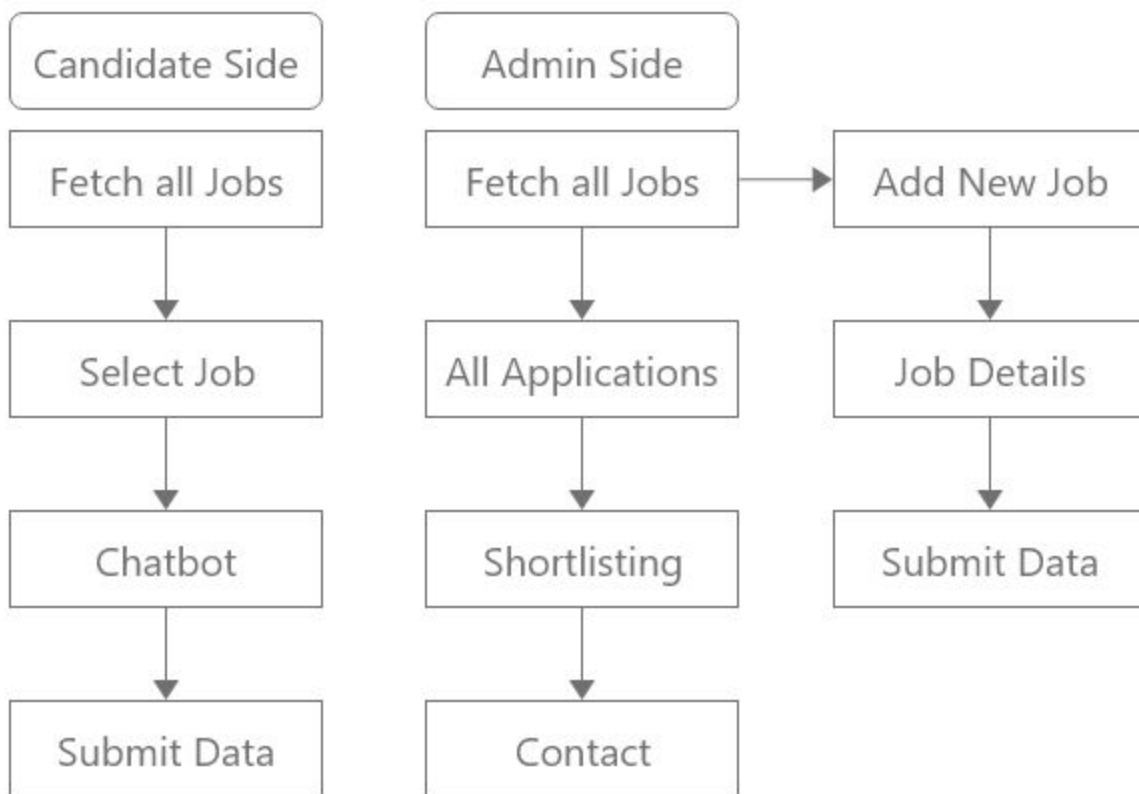 Candidate Side
Admin Side
Fetch all Jobs
Fetch all Jobs
Add New Job
Select Job
All Applications
Job Details
Chatbot
Shortlisting
Submit Data
Submit Data
Contact